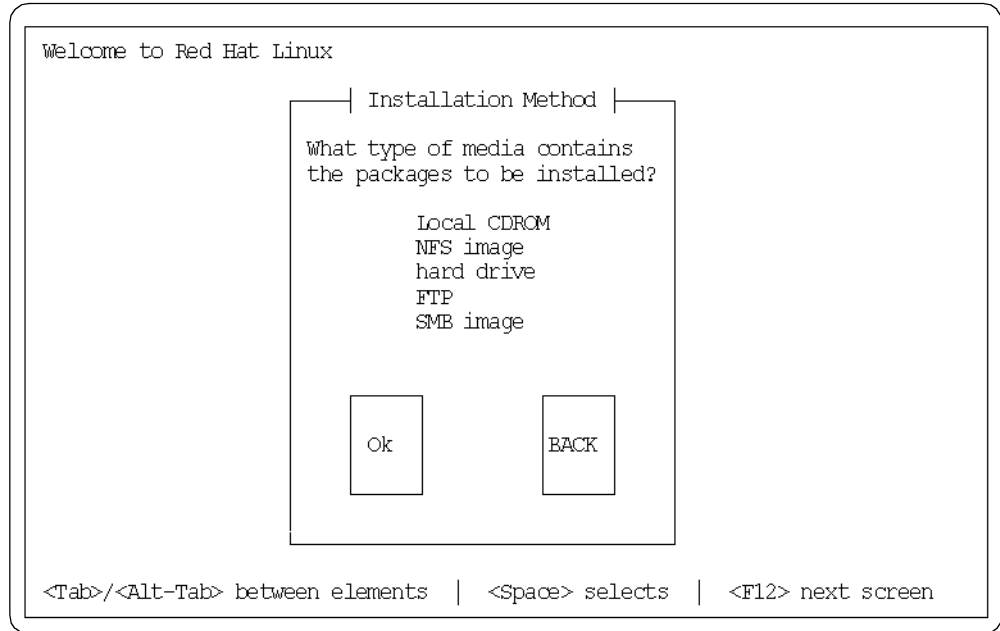 Welcome to Red Hat Linux
Installation Method
What type of media contains
the packages to be installed?
Local CDROM
NFS image
hard drive
FTP
SMB image
Ok BACK
<Tab>/<Alt-Tab> between elements | <Space> selects | <F12> next screen